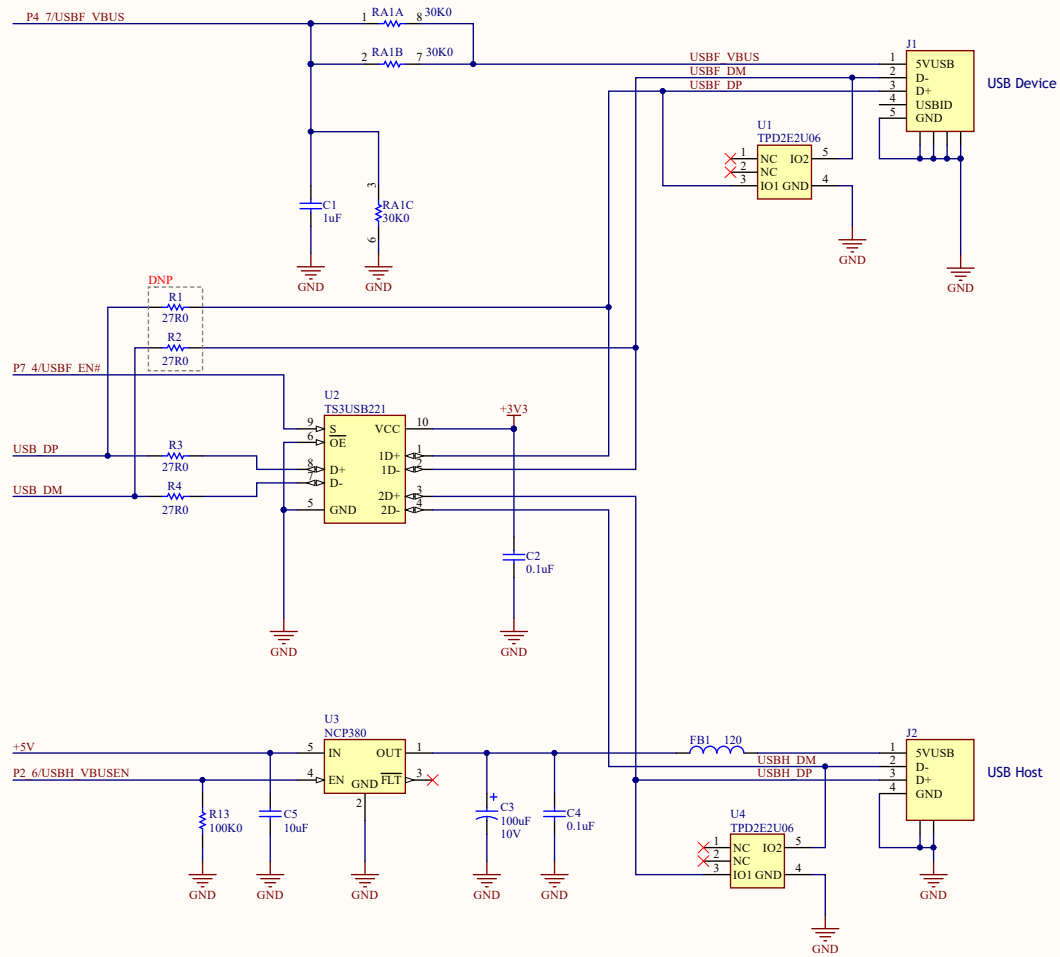 P4_7/USBF_VBUS
1 RA1A 8 30K0
2 RA1B 7 30K0
USBF_VBUS
USBF_DM
USBF_DP
J1
1 5VUSB
2 D-
3 D+
4 USBID
5 GND
USB Device
U1
TPD2E2U06
1 NC IO2 5
2 NC
3 IO1 GND 4
GND
GND
C1
1uF
3
RA1C
30K0
6
GND
GND
DNP
R1
27R0
R2
27R0
P7_4/USBF_EN#
U2
TS3USB221
9 S VCC 10
6 OE
1D+ 1
8 D+ 1D- 2
7 D-
2D+ 3
5 GND 2D- 4
+3V3
USB_DP
R3
27R0
USB_DM
R4
27R0
C2
0.1uF
GND
GND
U3
NCP380
+5V
5 IN OUT 1
P2_6/USBH_VBUSEN
4 EN FLT 3
GND
2
R13
100K0
C5
10uF
C3
100uF
10V
+
C4
0.1uF
GND
GND
GND
GND
GND
FB1 120
USBH_DM
USBH_DP
J2
1 5VUSB
2 D-
3 D+
4 GND
USB Host
U4
TPD2E2U06
1 NC IO2 5
2 NC
3 IO1 GND 4
GND
GND